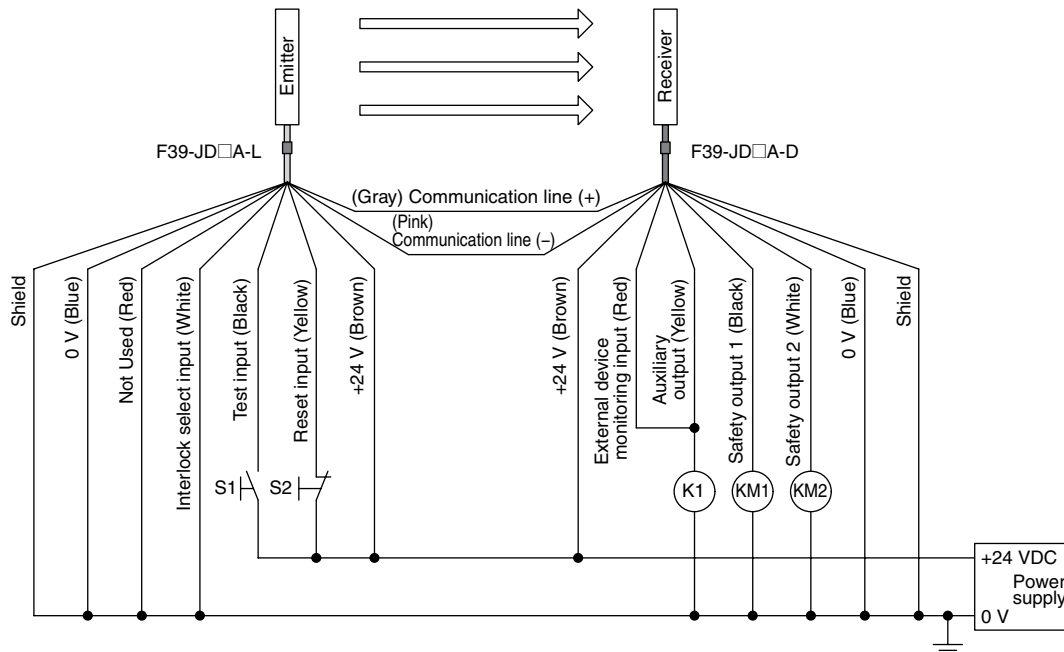 Emitter
Receiver
F39-JD□A-L
F39-JD□A-D
(Gray) Communication line (+)
(Pink)
Communication line (−)
Shield
0 V (Blue)
Not Used (Red)
Interlock select input (White)
Test input (Black)
Reset input (Yellow)
+24 V (Brown)
+24 V (Brown)
External device
monitoring input (Red)
Auxiliary
output (Yellow)
Safety output 1 (Black)
Safety output 2 (White)
0 V (Blue)
Shield
S1
S2
K1
KM1
KM2
+24 VDC
Power
supply
0 V